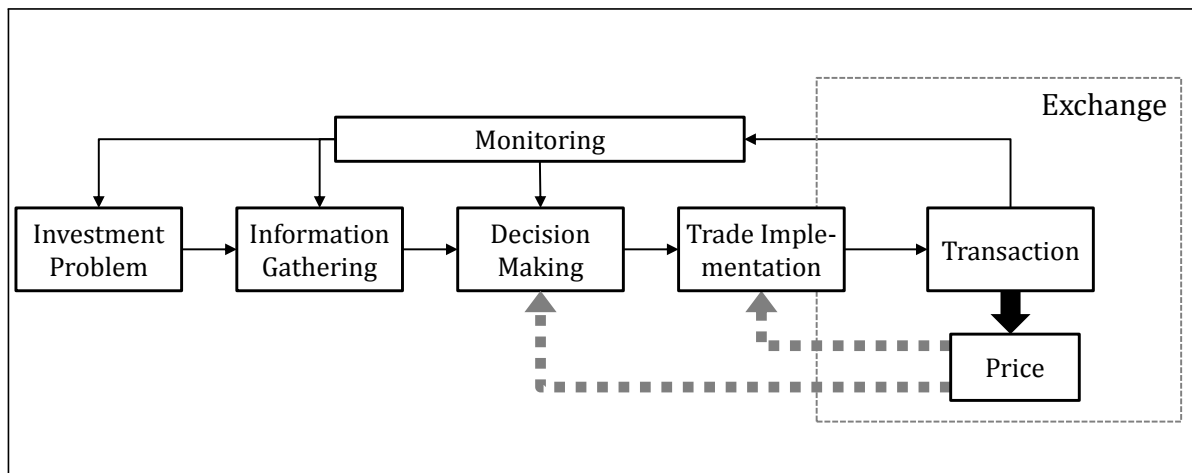 Exchange
Monitoring
Investment
Problem
Information
Gathering
Decision
Making
Trade Imple-
mentation
Transaction
Price